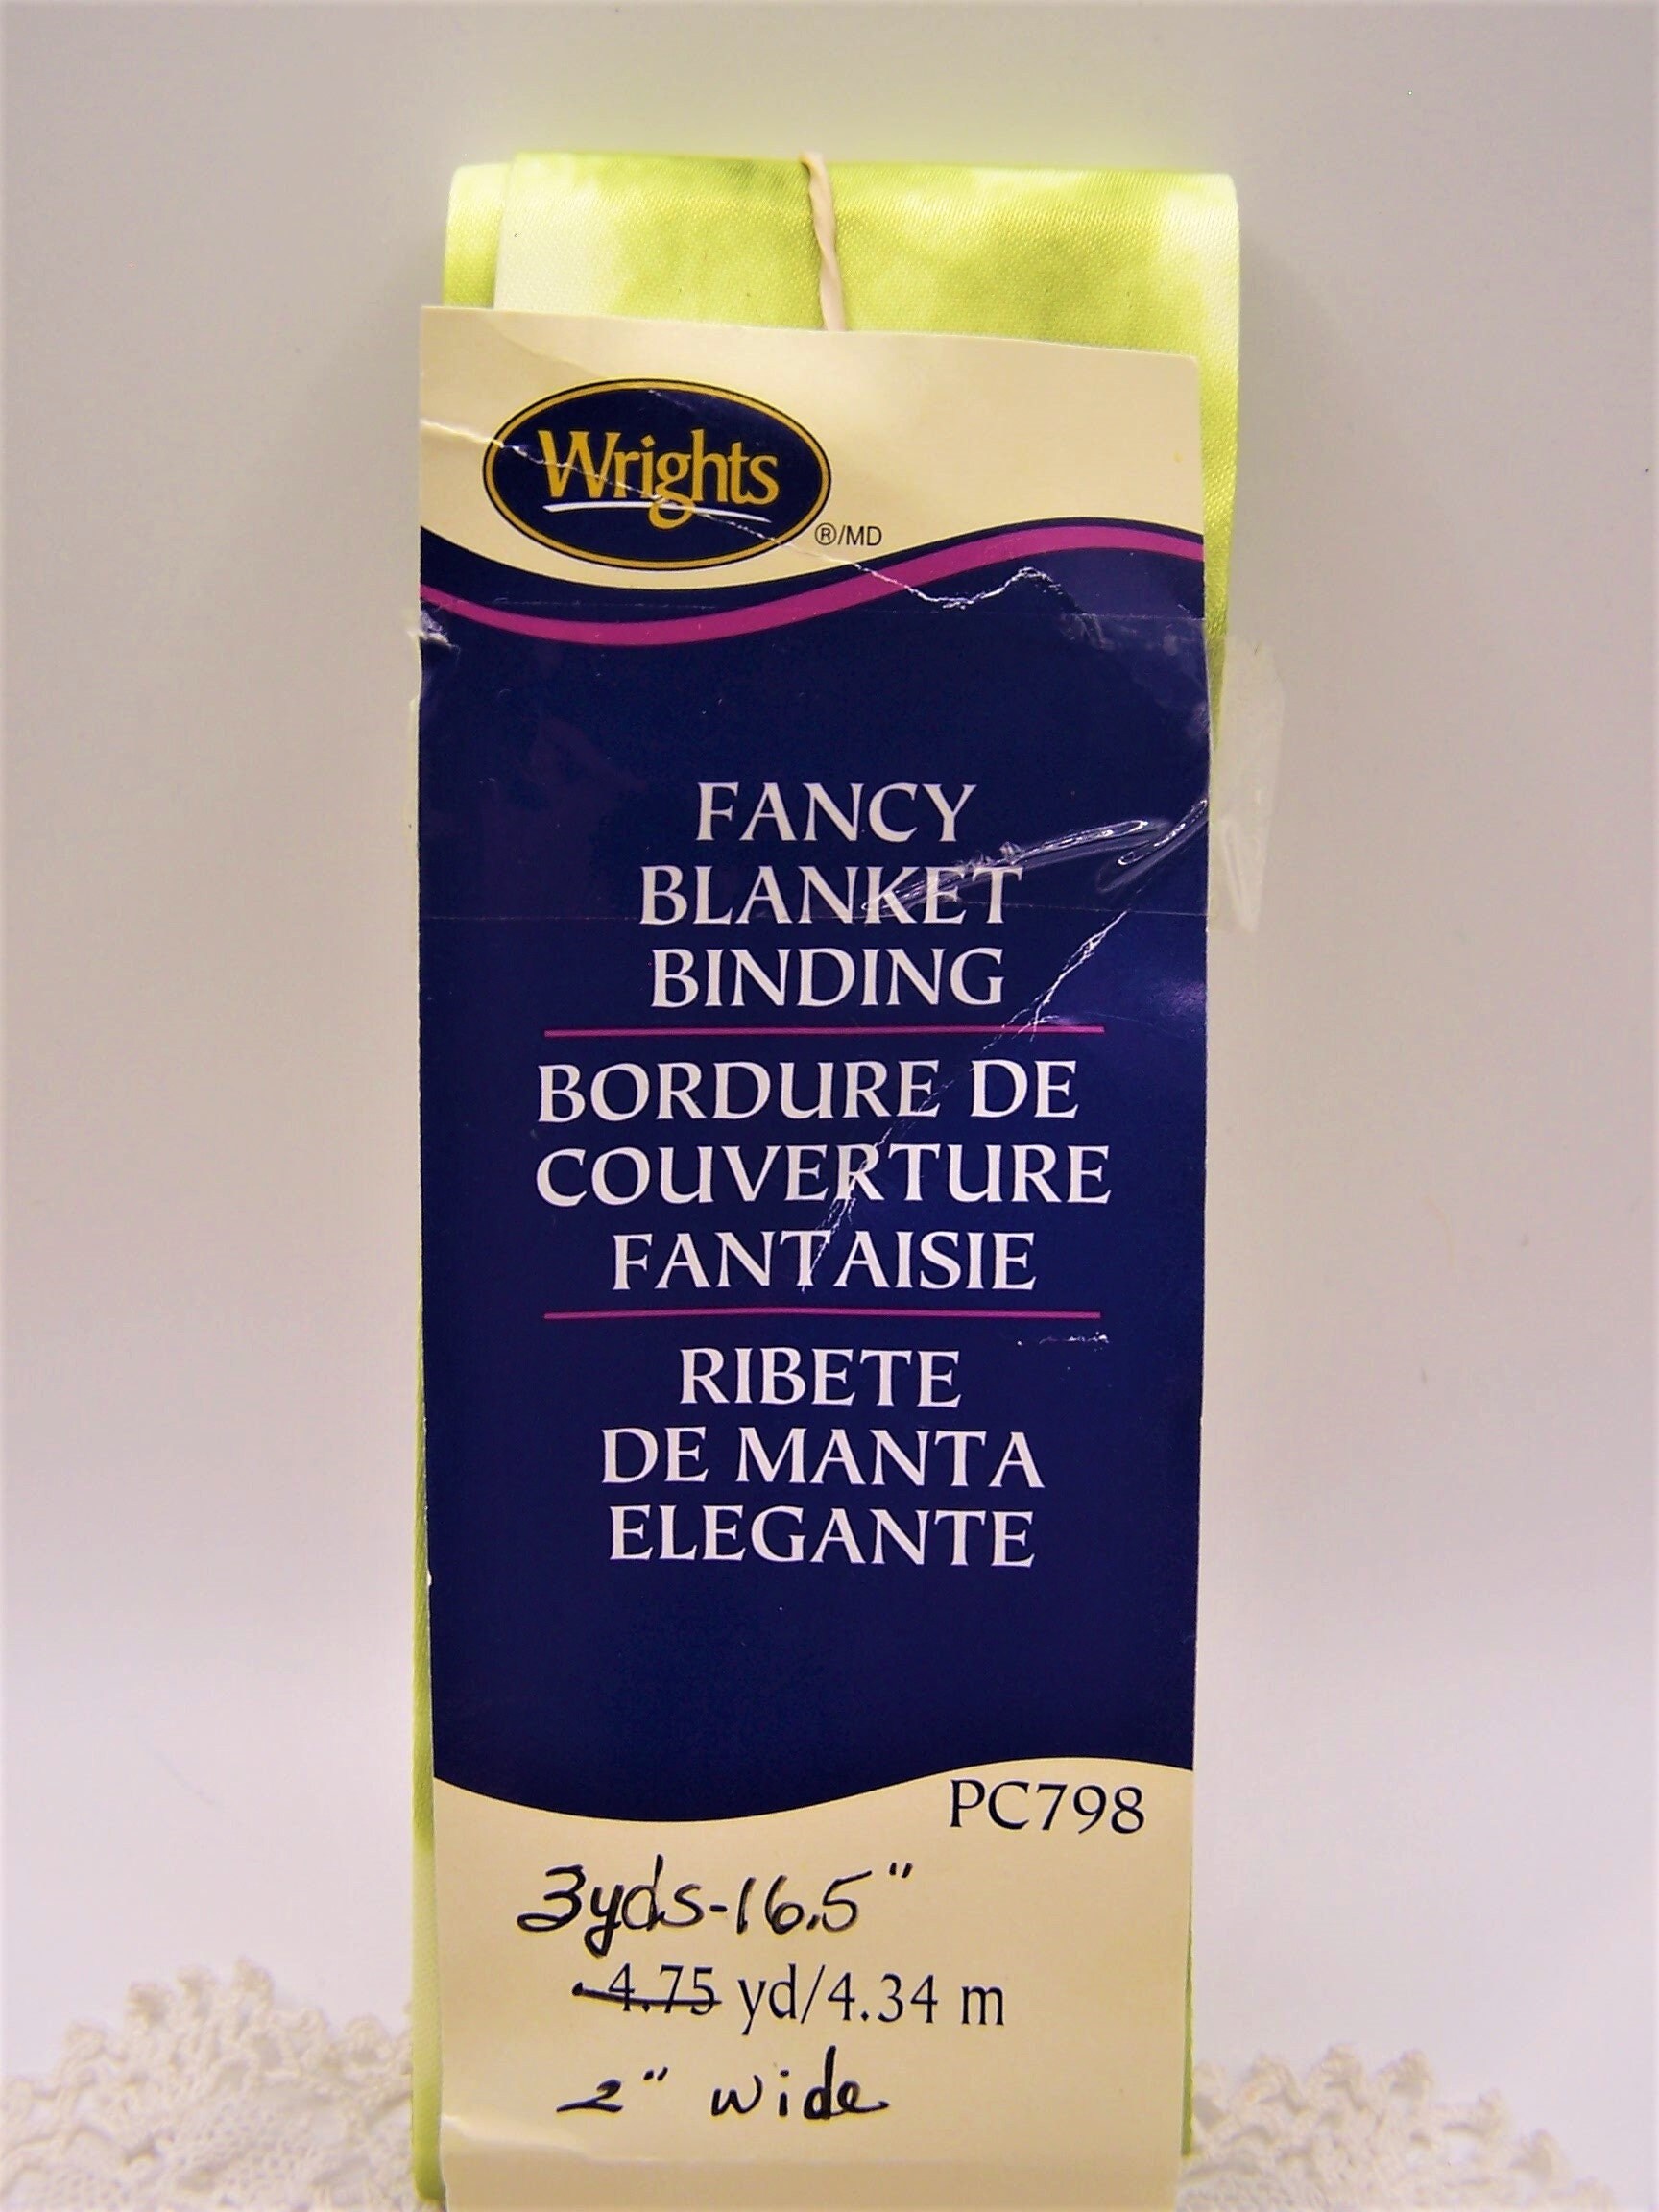 Wrights
®/MD
FANCY
BLANKET
BINDING
BORDURE DE
COUVERTURE
FANTAISIE
RIBETE
DE MANTA
ELEGANTE
PC798
3yds-16.5"
4.75 yd/4.34 m
2" wide